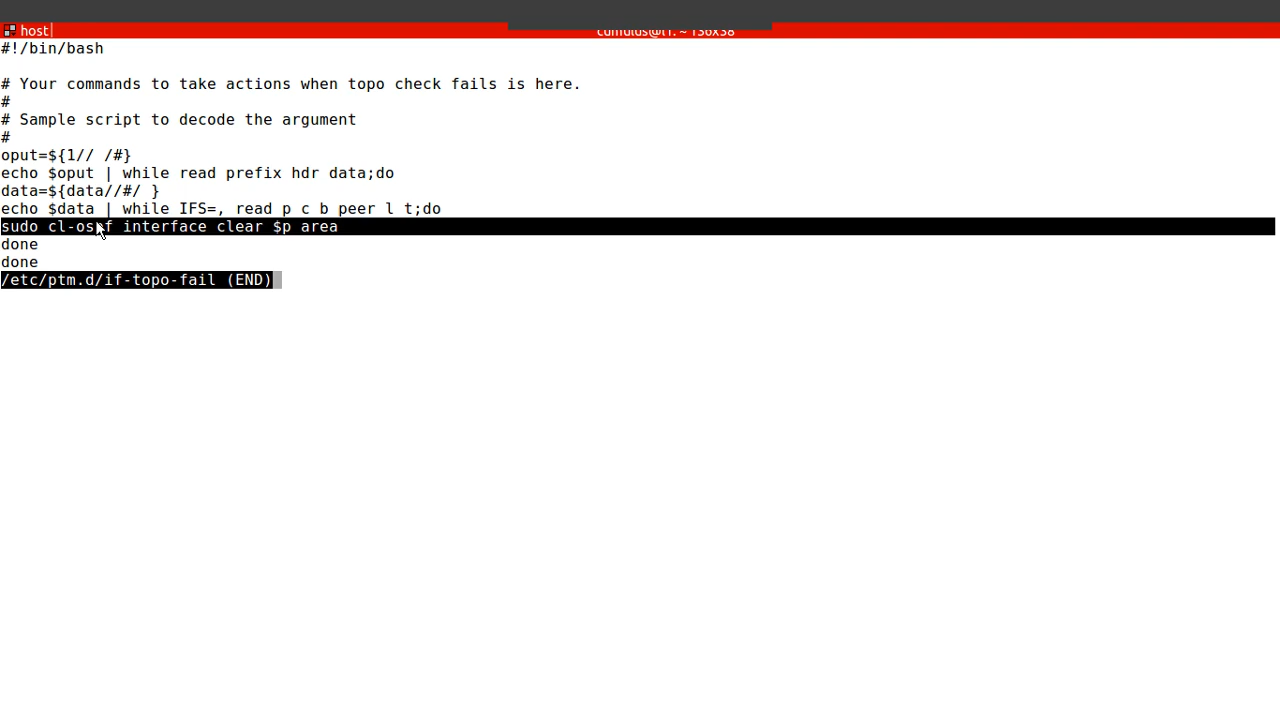 host
#!/bin/bash
# Your commands to take actions when topo check fails is here.
#
# Sample script to decode the argument
#
oput=${1// /#}
echo $oput | while read prefix hdr data;do
data=${data//#/ }
echo $data | while IFS=, read p c b peer l t;do
sudo cl-ospf interface clear $p area
done
done
/etc/ptm.d/if-topo-fail (END)